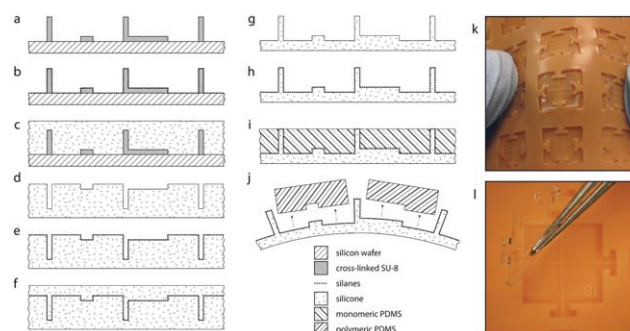 a
b
c
d
e
f
g
h
i
j
silicon wafer
cross-linked SU-8
silanes
silicone
monomeric PDMS
polymeric PDMS
k
l